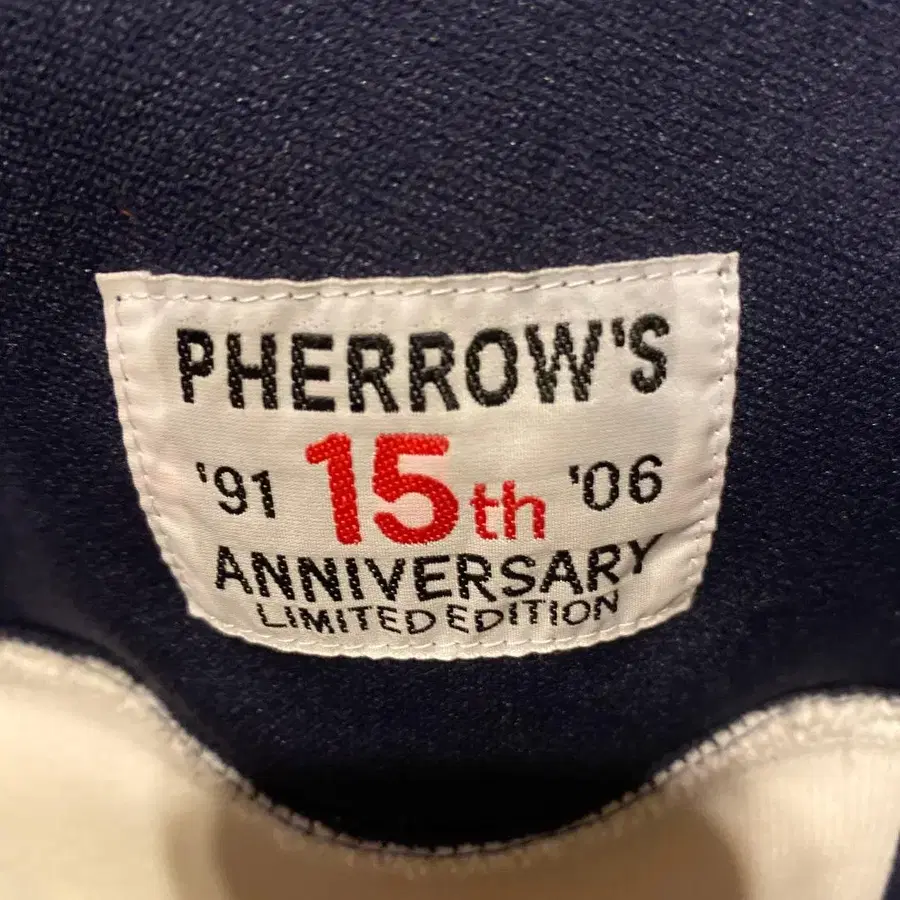 PHERROW'S
'91 15th '06
ANNIVERSARY
LIMITED EDITION